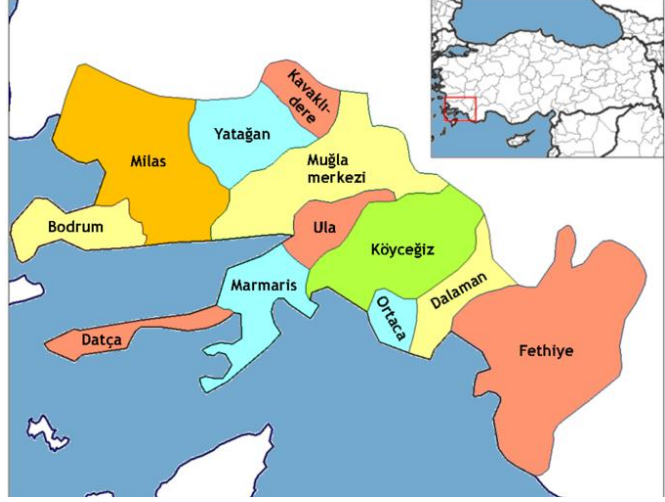 Kavaklı-
dere
Yatağan
Milas
Muğla
merkezi
Bodrum
Ula
Köyceğiz
Marmaris
Dalaman
Ortaca
Datça
Fethiye